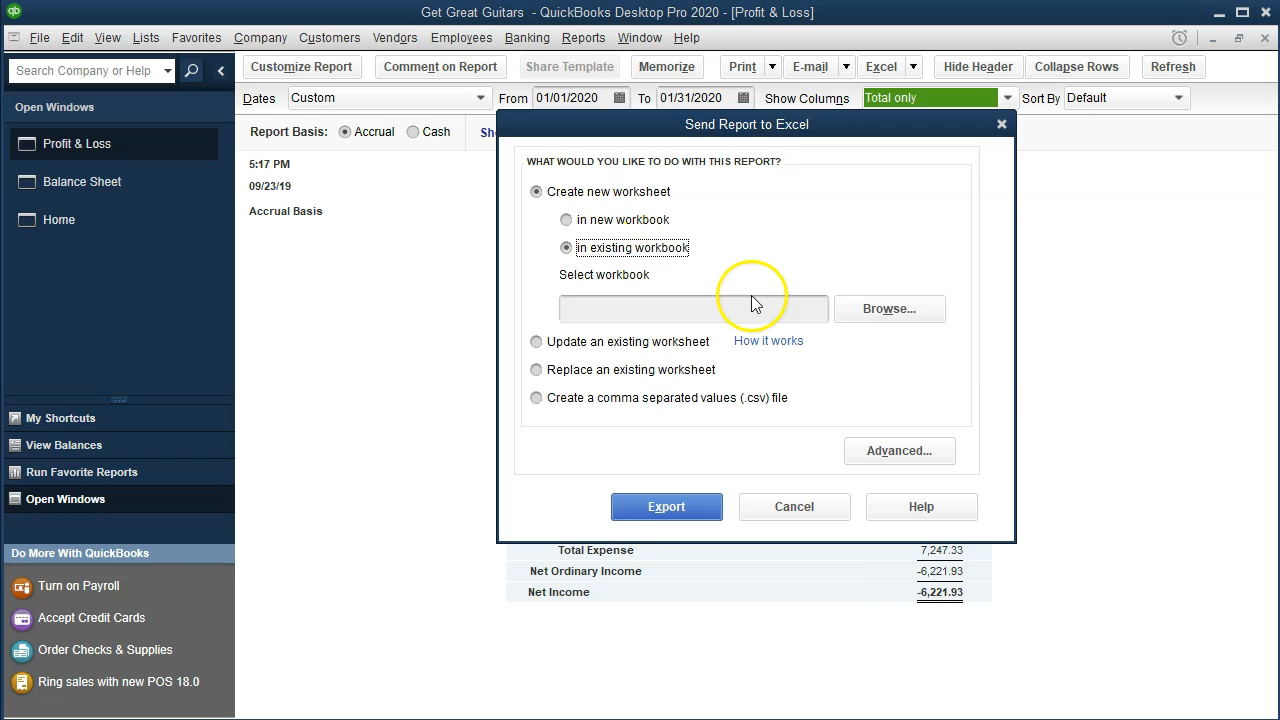 Get Great Guitars - QuickBooks Desktop Pro 2020 - [Profit & Loss]
File Edit View Lists Favorites Company Customers Vendors Employees Banking Reports Window Help
Search Company or Help
Customize Report Comment on Report Share Template Memorize Print E-mail Excel Hide Header Collapse Rows Refresh
Dates Custom From 01/01/2020 To 01/31/2020 Show Columns Total only Sort By Default
Open Windows
Report Basis: Accrual Cash
Profit & Loss
Balance Sheet
Home
5:17 PM
09/23/19
Accrual Basis
Send Report to Excel
WHAT WOULD YOU LIKE TO DO WITH THIS REPORT?
Create new worksheet
in new workbook
in existing workbook
Select workbook
Browse...
Update an existing worksheet How it works
Replace an existing worksheet
Create a comma separated values (.csv) file
Advanced...
Export Cancel Help
Total Expense 7,247.33
Net Ordinary Income -6,221.93
Net Income -6,221.93
My Shortcuts
View Balances
Run Favorite Reports
Open Windows
Do More With QuickBooks
Turn on Payroll
Accept Credit Cards
Order Checks & Supplies
Ring sales with new POS 18.0